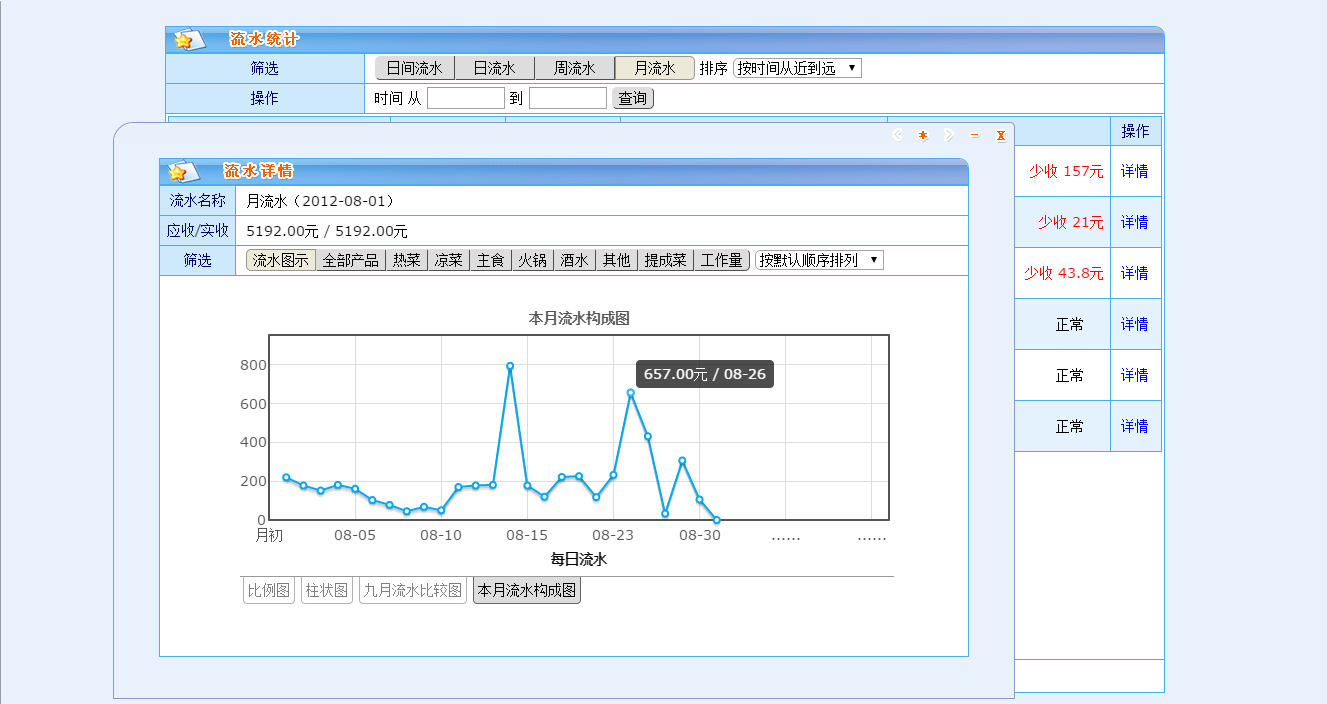 流水统计
筛选 日间流水 日流水 周流水 月流水 排序 按时间从近到远
操作 时间 从 到 查询
操作
少收 157元 详情
少收 21元 详情
少收 43.8元 详情
正常 详情
正常 详情
正常 详情
流水详情
流水名称 月流水（2012-08-01）
应收/实收 5192.00元 / 5192.00元
筛选 流水图示 全部产品 热菜 凉菜 主食 火锅 酒水 其他 提成菜 工作量 按默认顺序排列
本月流水构成图
657.00元 / 08-26
800
600
400
200
0
月初 08-05 08-10 08-15 08-23 08-30 …… ……
每日流水
比例图 柱状图 九月流水比较图 本月流水构成图